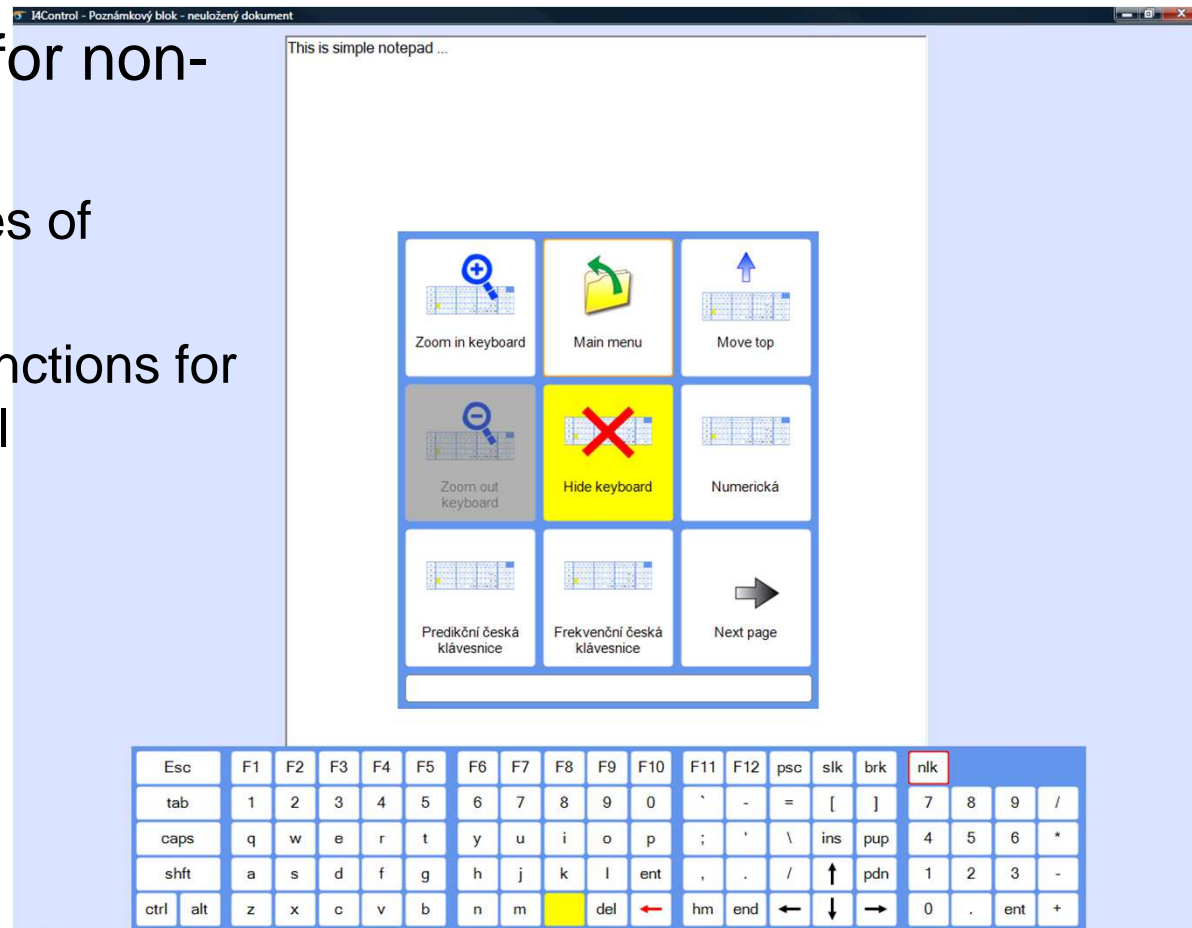 I4Control - Poznámkový blok - neuložený dokument
for non-
es of
nctions for
l
This is simple notepad ...
Zoom in keyboard
Main menu
Move top
Zoom out
keyboard
Hide keyboard
Numerická
Predikční česká
klávesnice
Frekvenční česká
klávesnice
Next page
Esc F1 F2 F3 F4 F5 F6 F7 F8 F9 F10 F11 F12 psc slk brk nlk
tab 1 2 3 4 5 6 7 8 9 0 ` - = [ ] 7 8 9 /
caps q w e r t y u i o p ; ' \ ins pup 4 5 6 *
shft a s d f g h j k l ent , . / ↑ pdn 1 2 3 -
ctrl alt z x c v b n m del ← hm end ← ↓ → 0 . ent +